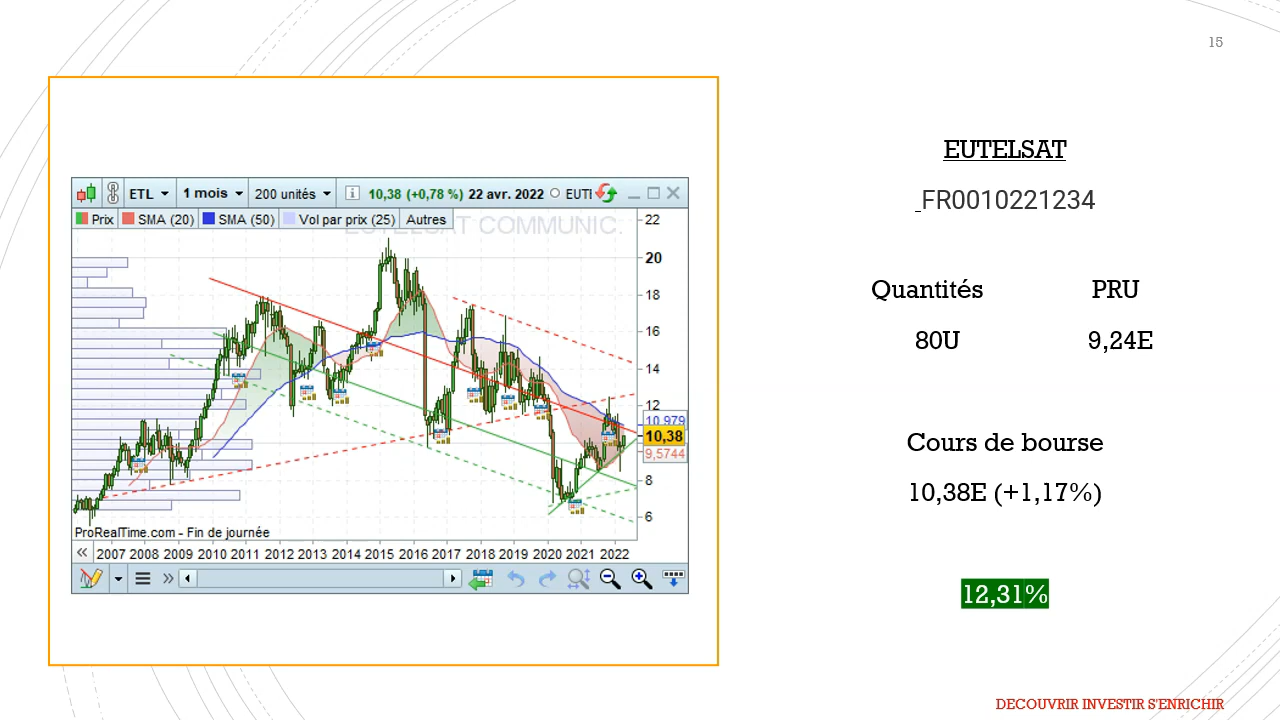 15
EUTELSAT
FR0010221234
Quantités PRU
80U 9,24E
Cours de bourse
10,38E (+1,17%)
12,31%
ETL 1 mois 200 unités 10,38 (+0,78 %) 22 avr. 2022 EUTI
Prix SMA (20) SMA (50) Vol par prix (25) Autres
EUTELSAT COMMUNIC.
22
20
18
16
14
12
10,979
10,38
9,5744
8
6
ProRealTime.com - Fin de journée
2007 2008 2009 2010 2011 2012 2013 2014 2015 2016 2017 2018 2019 2020 2021 2022
DECOUVRIR INVESTIR S'ENRICHIR